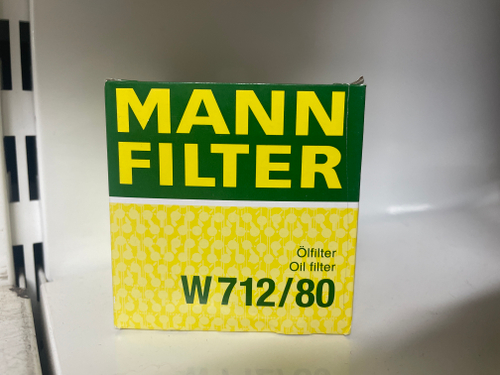 MANN
FILTER
Ölfilter
Oil filter
W 712/80